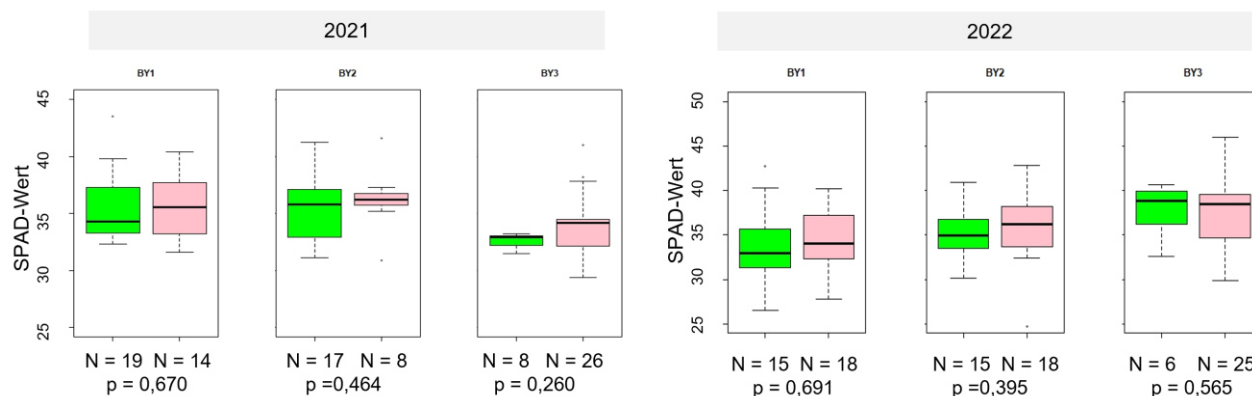 2021
BY1
BY2
BY3
SPAD-Wert
45
40
35
30
25
N = 19 N = 14
p = 0,670
N = 17 N = 8
p =0,464
N = 8 N = 26
p = 0,260
2022
BY1
BY2
BY3
SPAD-Wert
50
45
40
35
30
25
N = 15 N = 18
p = 0,691
N = 15 N = 18
p =0,395
N = 6 N = 25
p = 0,565